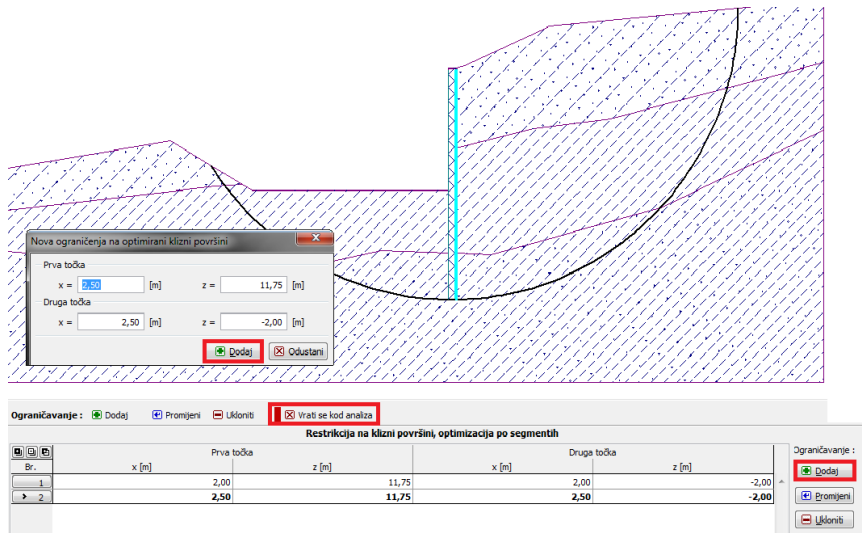 Nova ograničenja na optimirani klizni površini
Prva točka
x = 2,50 [m] z = 11,75 [m]
Druga točka
x = 2,50 [m] z = -2,00 [m]
Dodaj Odustani
Ograničavanje : Dodaj Promijeni Ukloniti Vrati se kod analiza
Restrikcija na klizni površini, optimizacija po segmentih
Prva točka Druga točka
Br. x [m] z [m] x [m] z [m]
1 2,00 11,75 2,00 -2,00
> 2 2,50 11,75 2,50 -2,00
Ograničavanje :
Dodaj
Promijeni
Ukloniti